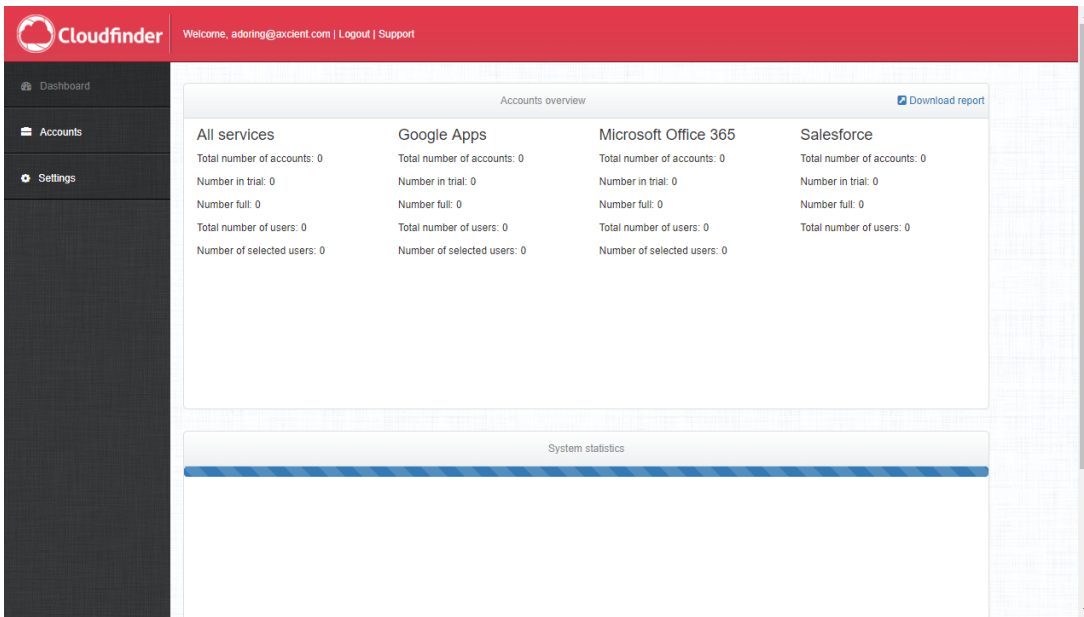 Cloudfinder
Welcome, adoring@axcient.com | Logout | Support
Dashboard
Accounts
Settings
Accounts overview
Download report
All services
Total number of accounts: 0
Number in trial: 0
Number full: 0
Total number of users: 0
Number of selected users: 0
Google Apps
Total number of accounts: 0
Number in trial: 0
Number full: 0
Total number of users: 0
Number of selected users: 0
Microsoft Office 365
Total number of accounts: 0
Number in trial: 0
Number full: 0
Total number of users: 0
Number of selected users: 0
Salesforce
Total number of accounts: 0
Number in trial: 0
Number full: 0
Total number of users: 0
System statistics